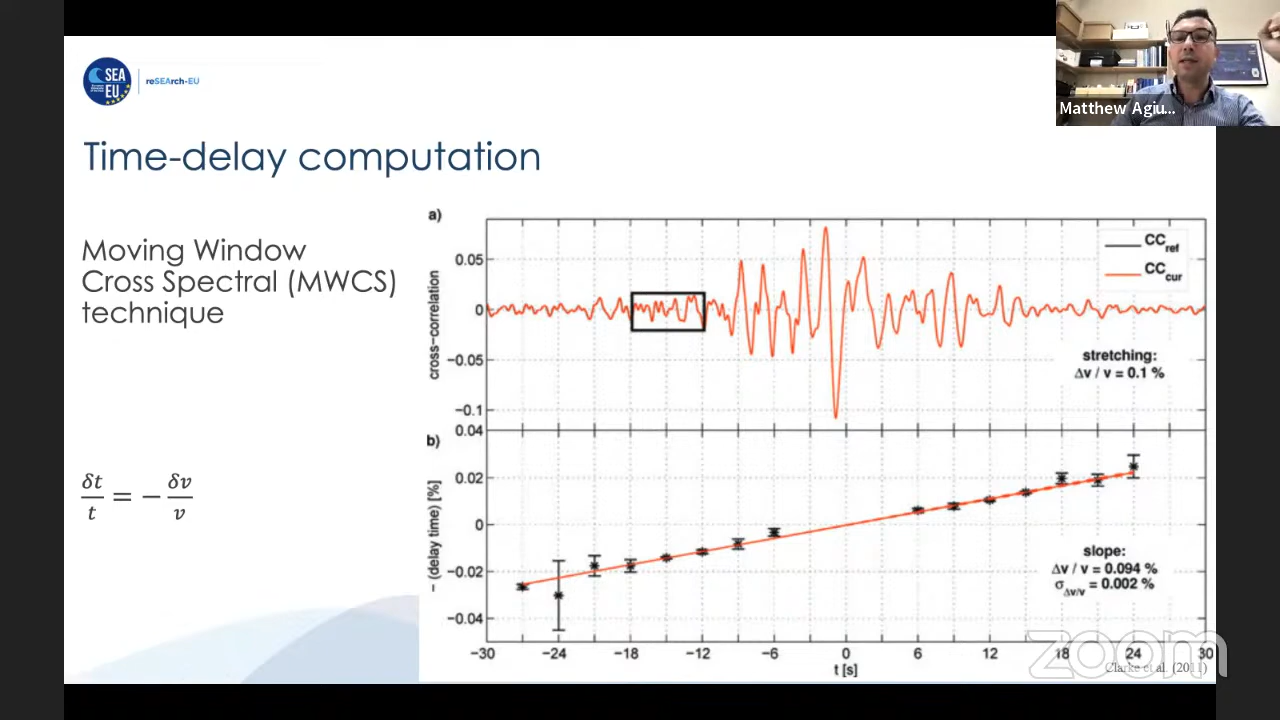 SEA
EU
reSEArch-EU
Matthew Agiu...
Time-delay computation
Moving Window
Cross Spectral (MWCS)
technique
δt/t = − δv/v
a)
cross-correlation
0.05
0
−0.05
−0.1
CCref
CCcur
stretching:
Δv / v = 0.1 %
b)
− (delay time) [%]
0.04
0.02
0
−0.02
−0.04
slope:
Δv / v = 0.094 %
σΔv/v = 0.002 %
−30 −24 −18 −12 −6 0 6 12 18 24 30
t [s]
zoom
Clarke et al. (2011)